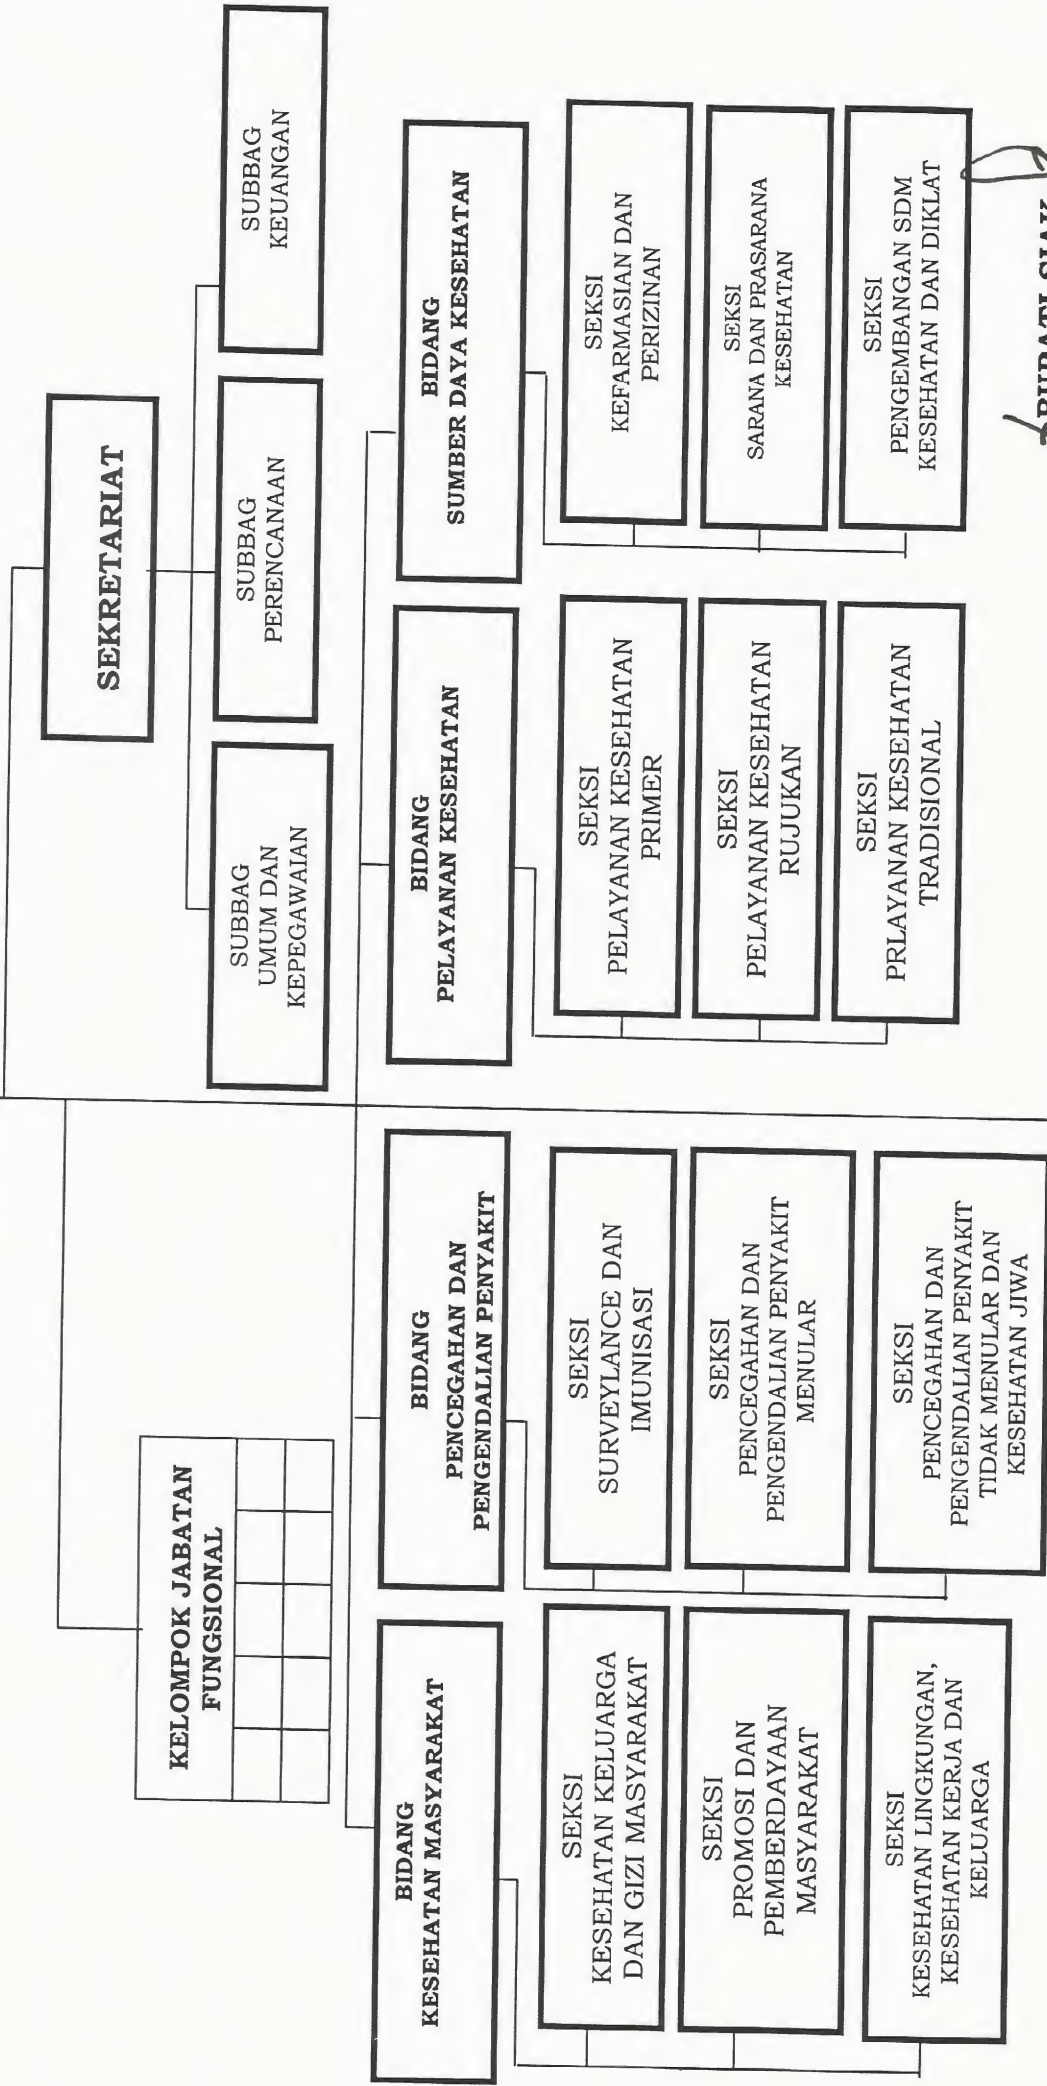 SEKRETARIAT
SUBBAG
UMUM DAN
KEPEGAWAIAN
SUBBAG
PERENCANAAN
SUBBAG
KEUANGAN
KELOMPOK JABATAN
FUNGSIONAL
BIDANG
KESEHATAN MASYARAKAT
SEKSI
KESEHATAN KELUARGA
DAN GIZI MASYARAKAT
SEKSI
PROMOSI DAN
PEMBERDAYAAN
MASYARAKAT
SEKSI
KESEHATAN LINGKUNGAN,
KESEHATAN KERJA DAN
KELUARGA
BIDANG
PENCEGAHAN DAN
PENGENDALIAN PENYAKIT
SEKSI
SURVEYLANCE DAN
IMUNISASI
SEKSI
PENCEGAHAN DAN
PENGENDALIAN PENYAKIT
MENULAR
SEKSI
PENCEGAHAN DAN
PENGENDALIAN PENYAKIT
TIDAK MENULAR DAN
KESEHATAN JIWA
BIDANG
PELAYANAN KESEHATAN
SEKSI
PELAYANAN KESEHATAN
PRIMER
SEKSI
PELAYANAN KESEHATAN
RUJUKAN
SEKSI
PRLAYANAN KESEHATAN
TRADISIONAL
BIDANG
SUMBER DAYA KESEHATAN
SEKSI
KEFARMASIAN DAN
PERIZINAN
SEKSI
SARANA DAN PRASARANA
KESEHATAN
SEKSI
PENGEMBANGAN SDM
KESEHATAN DAN DIKLAT
BUPATI SIAK